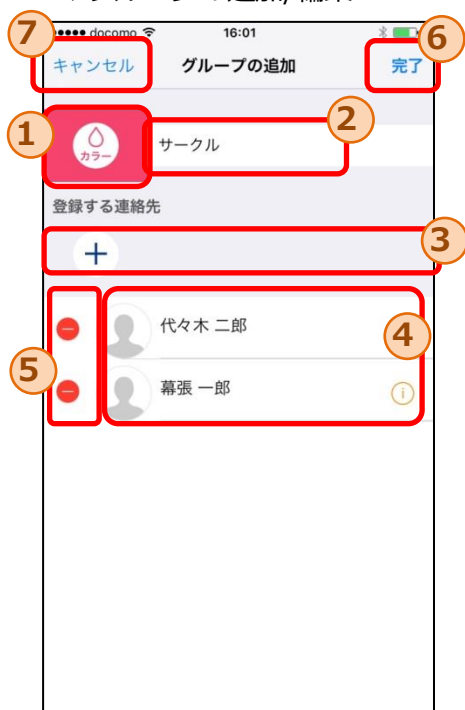 docomo 16:01
キャンセル グループの追加 完了
7
6
1
カラー
サークル
2
登録する連絡先
3
+
代々木 二郎
4
5
幕張 一郎
i